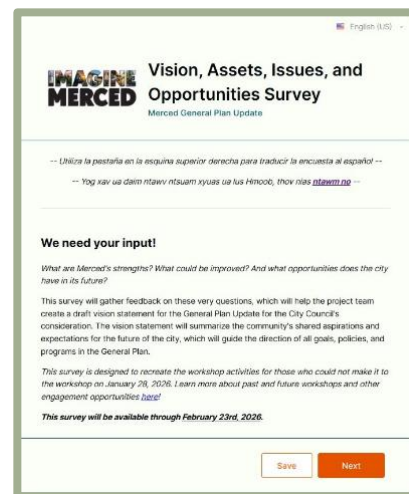 English (US)
IMAGINE
MERCED
Vision, Assets, Issues, and
Opportunities Survey
Merced General Plan Update
-- Utiliza la pestaña en la esquina superior derecha para traducir la encuesta al español --
-- Yog xav ua daim ntawv ntsuam xyuas ua lus Hmoob, thov nias ntawm no --
We need your input!
What are Merced's strengths? What could be improved? And what opportunities does the city
have in its future?
This survey will gather feedback on these very questions, which will help the project team
create a draft vision statement for the General Plan Update for the City Council's
consideration. The vision statement will summarize the community's shared aspirations and
expectations for the future of the city, which will guide the direction of all goals, policies, and
programs in the General Plan.
This survey is designed to recreate the workshop activities for those who could not make it to
the workshop on January 28, 2026. Learn more about past and future workshops and other
engagement opportunities here!
This survey will be available through February 23rd, 2026.
Save
Next